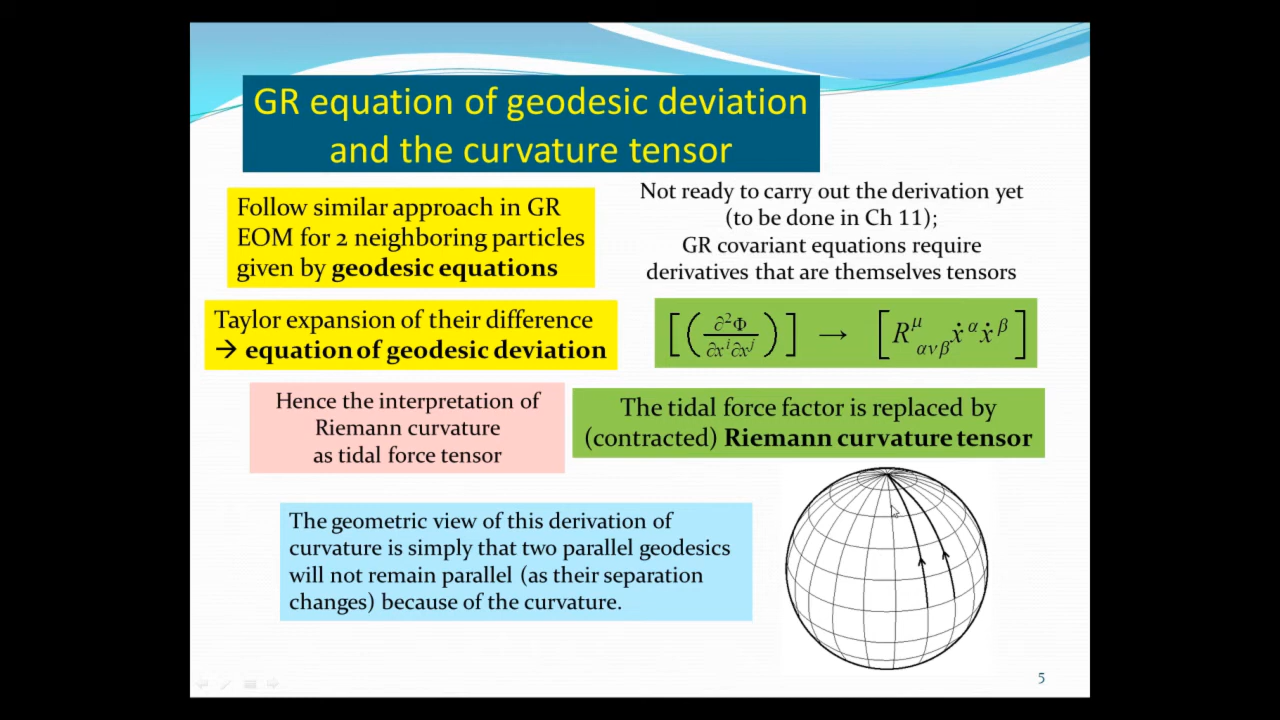 GR equation of geodesic deviation
and the curvature tensor
Follow similar approach in GR
EOM for 2 neighboring particles
given by geodesic equations
Not ready to carry out the derivation yet
(to be done in Ch 11);
GR covariant equations require
derivatives that are themselves tensors
Taylor expansion of their difference
→ equation of geodesic deviation
[(∂²Φ/∂xⁱ∂xʲ)] → [R^μ_{ανβ} ẋ^α ẋ^β]
Hence the interpretation of
Riemann curvature
as tidal force tensor
The tidal force factor is replaced by
(contracted) Riemann curvature tensor
The geometric view of this derivation of
curvature is simply that two parallel geodesics
will not remain parallel (as their separation
changes) because of the curvature.
5